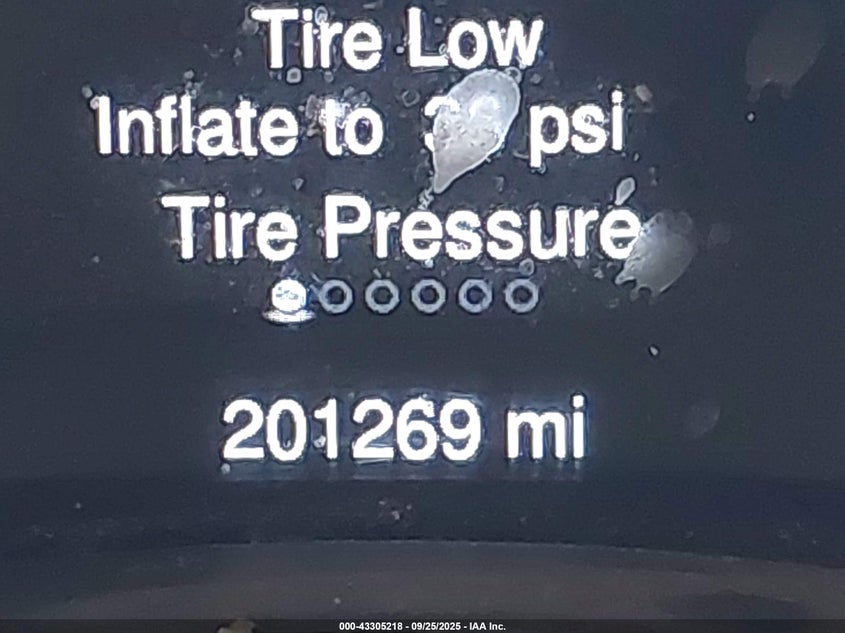 Tire Low
Inflate to psi
Tire Pressure
201269 mi
000-43305218 - 09/25/2025 - IAA Inc.